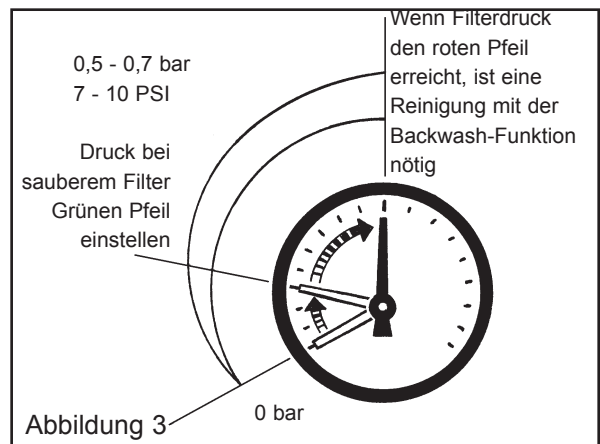 0,5 - 0,7 bar
7 - 10 PSI
Druck bei
sauberem Filter
Grünen Pfeil
einstellen
Wenn Filterdruck
den roten Pfeil
erreicht, ist eine
Reinigung mit der
Backwash-Funktion
nötig
0 bar
Abbildung 3